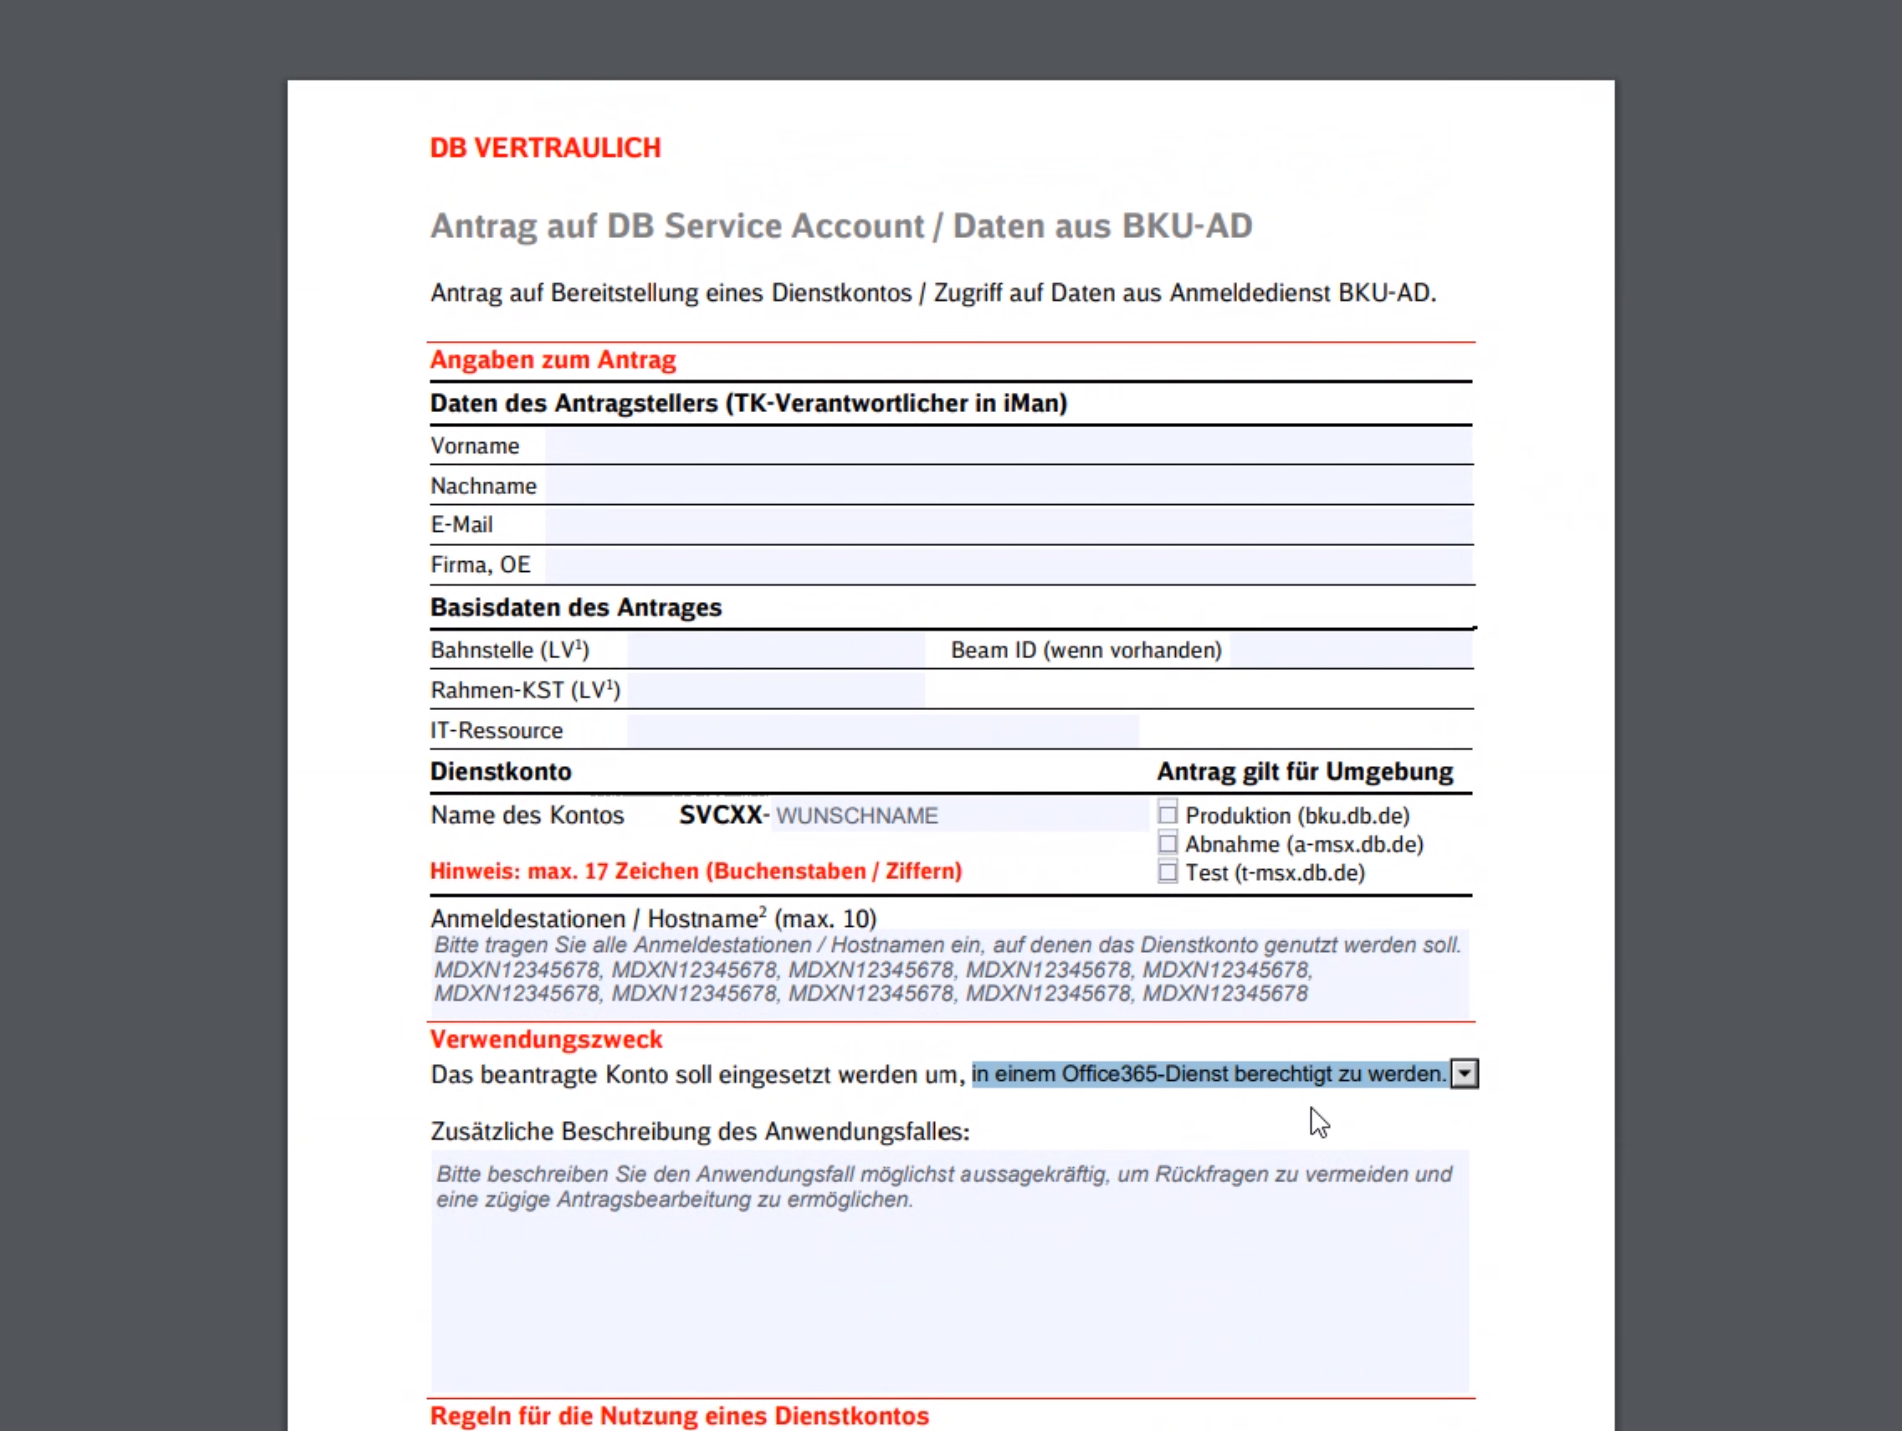 DB VERTRAULICH
Antrag auf DB Service Account / Daten aus BKU-AD
Antrag auf Bereitstellung eines Dienstkontos / Zugriff auf Daten aus Anmeldedienst BKU-AD.
Angaben zum Antrag
Daten des Antragstellers (TK-Verantwortlicher in iMan)
Vorname
Nachname
E-Mail
Firma, OE
Basisdaten des Antrages
Bahnstelle (LV¹) Beam ID (wenn vorhanden)
Rahmen-KST (LV¹)
IT-Ressource
Dienstkonto Antrag gilt für Umgebung
Name des Kontos SVCXX- WUNSCHNAME Produktion (bku.db.de)
Abnahme (a-msx.db.de)
Hinweis: max. 17 Zeichen (Buchenstaben / Ziffern) Test (t-msx.db.de)
Anmeldestationen / Hostname² (max. 10)
Bitte tragen Sie alle Anmeldestationen / Hostnamen ein, auf denen das Dienstkonto genutzt werden soll.
MDXN12345678, MDXN12345678, MDXN12345678, MDXN12345678, MDXN12345678,
MDXN12345678, MDXN12345678, MDXN12345678, MDXN12345678, MDXN12345678
Verwendungszweck
Das beantragte Konto soll eingesetzt werden um, in einem Office365-Dienst berechtigt zu werden.
Zusätzliche Beschreibung des Anwendungsfalles:
Bitte beschreiben Sie den Anwendungsfall möglichst aussagekräftig, um Rückfragen zu vermeiden und
eine zügige Antragsbearbeitung zu ermöglichen.
Regeln für die Nutzung eines Dienstkontos